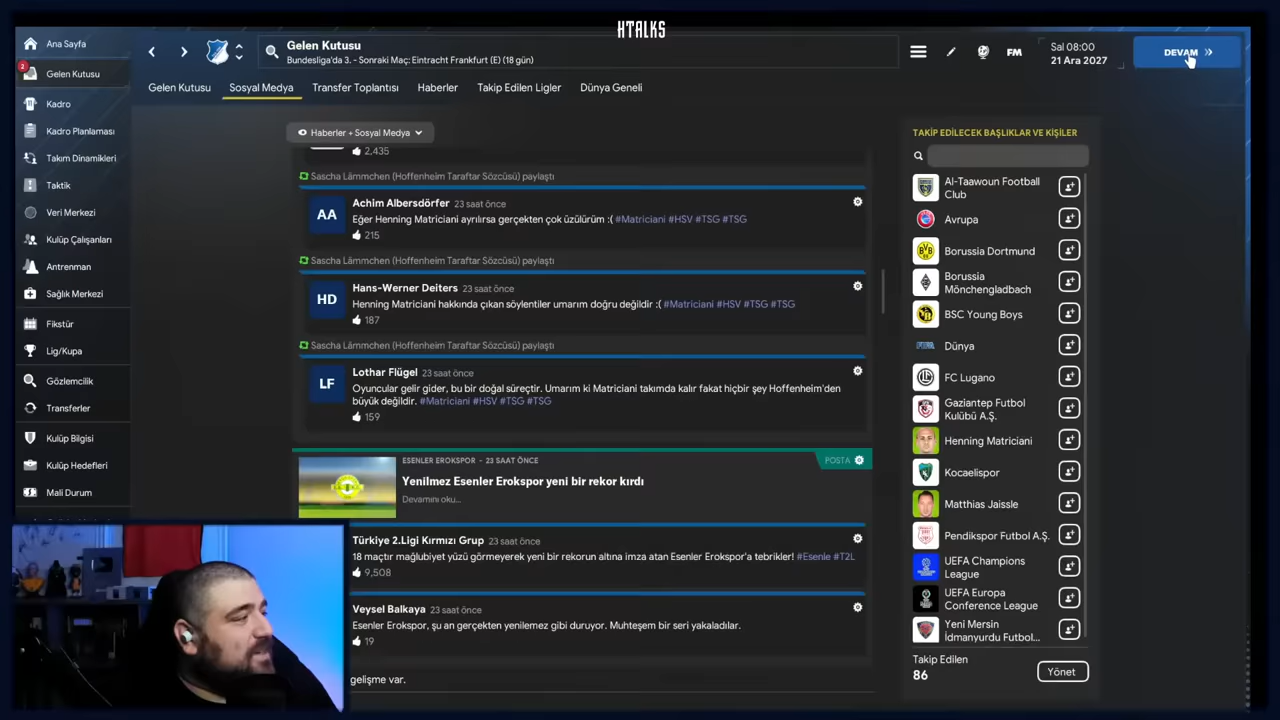 HTALKS
Ana Sayfa
2
Gelen Kutusu
Kadro
Kadro Planlaması
Takım Dinamikleri
Taktik
Veri Merkezi
Kulüp Çalışanları
Antrenman
Sağlık Merkezi
Fikstür
Lig/Kupa
Gözlemcilik
Transferler
Kulüp Bilgisi
Kulüp Hedefleri
Mali Durum
Gelen Kutusu
Bundesliga'da 3. - Sonraki Maç: Eintracht Frankfurt (E) (18 gün)
FM
Sal 08:00
21 Ara 2027
DEVAM
Gelen Kutusu
Sosyal Medya
Transfer Toplantısı
Haberler
Takip Edilen Ligler
Dünya Geneli
Haberler + Sosyal Medya
2,435
Sascha Lämmchen (Hoffenheim Taraftar Sözcüsü) paylaştı
AA
Achim Albersdörfer 23 saat önce
Eğer Henning Matriciani ayrılırsa gerçekten çok üzülürüm :( #Matriciani #HSV #TSG #TSG
215
Sascha Lämmchen (Hoffenheim Taraftar Sözcüsü) paylaştı
HD
Hans-Werner Deiters 23 saat önce
Henning Matriciani hakkında çıkan söylentiler umarım doğru değildir :( #Matriciani #HSV #TSG #TSG
187
Sascha Lämmchen (Hoffenheim Taraftar Sözcüsü) paylaştı
LF
Lothar Flügel 23 saat önce
Oyuncular gelir gider, bu bir doğal süreçtir. Umarım ki Matriciani takımda kalır fakat hiçbir şey Hoffenheim'den
büyük değildir. #Matriciani #HSV #TSG #TSG
159
ESENLER EROKSPOR - 23 SAAT ÖNCE
POSTA
Yenilmez Esenler Erokspor yeni bir rekor kırdı
Devamını oku...
Türkiye 2.Ligi Kırmızı Grup 23 saat önce
18 maçtır mağlubiyet yüzü görmeyerek yeni bir rekorun altına imza atan Esenler Erokspor'a tebrikler! #Esenle #T2L
9,508
Veysel Balkaya 23 saat önce
Esenler Erokspor, şu an gerçekten yenilemez gibi duruyor. Muhteşem bir seri yakaladılar.
19
gelişme var.
TAKİP EDİLECEK BAŞLIKLAR VE KİŞİLER
Al-Taawoun Football
Club
Avrupa
Borussia Dortmund
Borussia
Mönchengladbach
BSC Young Boys
Dünya
FC Lugano
Gaziantep Futbol
Kulübü A.Ş.
Henning Matriciani
Kocaelispor
Matthias Jaissle
Pendikspor Futbol A.Ş.
UEFA Champions
League
UEFA Europa
Conference League
Yeni Mersin
İdmanyurdu Futbol...
Takip Edilen
86
Yönet